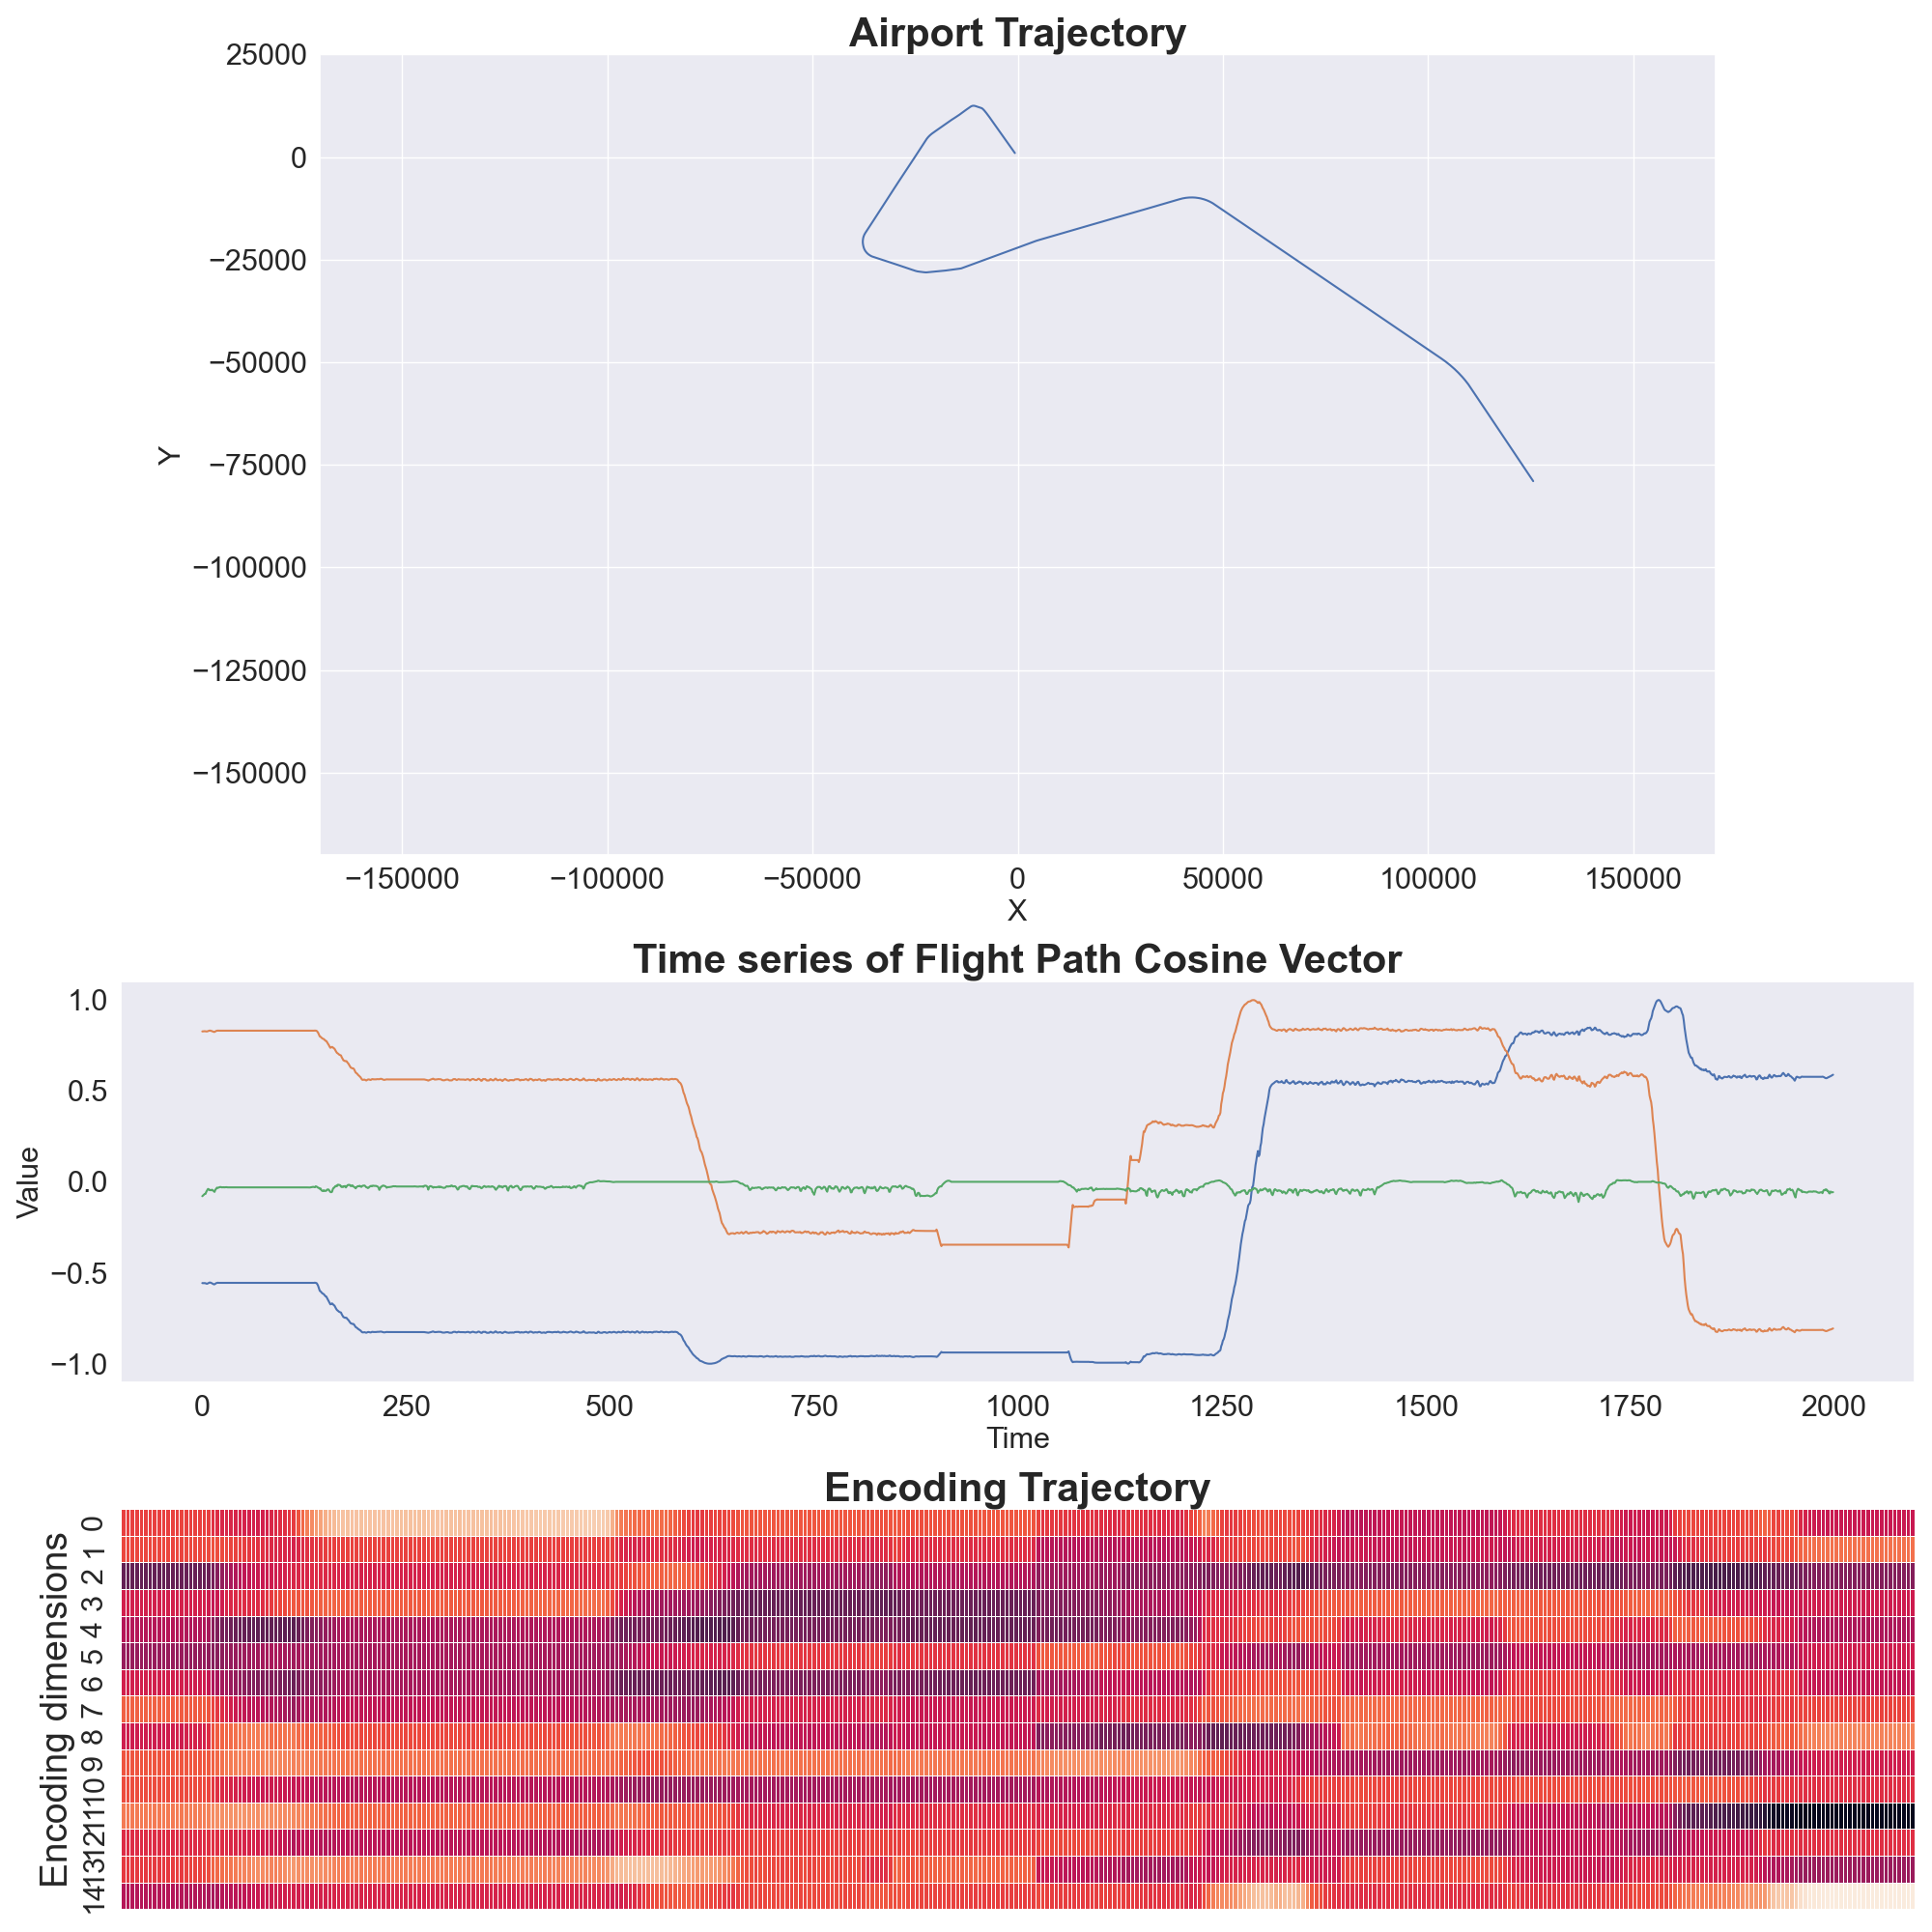 Airport Trajectory
25000
0
−25000
−50000
−75000
−100000
−125000
−150000
Y
−150000 −100000 −50000 0 50000 100000 150000
X
Time series of Flight Path Cosine Vector
1.0
0.5
0.0
−0.5
−1.0
Value
0 250 500 750 1000 1250 1500 1750 2000
Time
Encoding Trajectory
Encoding dimensions
0
1
2
3
4
5
6
7
8
9
10
11
12
13
14